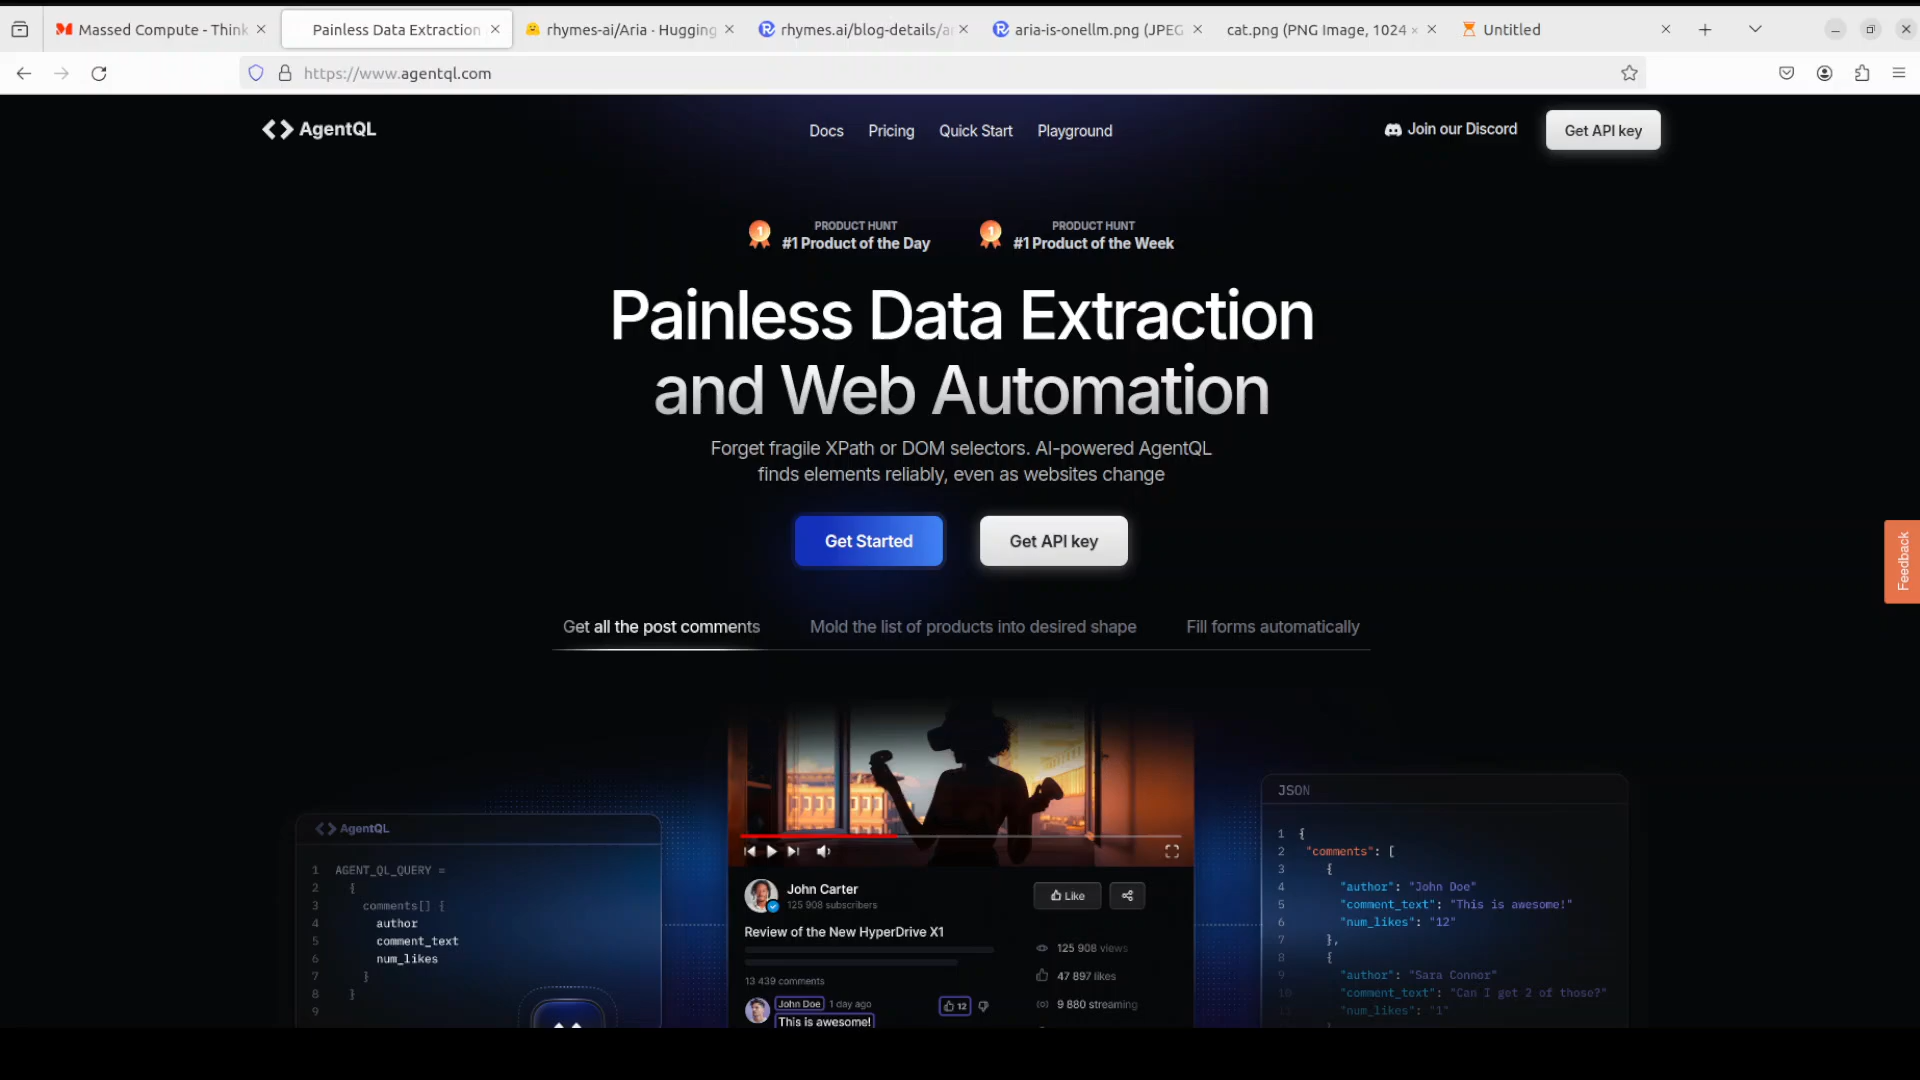 Massed Compute - Think
Painless Data Extraction
rhymes-ai/Aria · Hugging
rhymes.ai/blog-details/a
aria-is-onellm.png (JPEG
cat.png (PNG Image, 1024 ×
Untitled
https://www.agentql.com
AgentQL
Docs
Pricing
Quick Start
Playground
Join our Discord
Get API key
PRODUCT HUNT
#1 Product of the Day
PRODUCT HUNT
#1 Product of the Week
Painless Data Extraction
and Web Automation
Forget fragile XPath or DOM selectors. AI-powered AgentQL
finds elements reliably, even as websites change
Get Started
Get API key
Feedback
Get all the post comments
Mold the list of products into desired shape
Fill forms automatically
AgentQL
1 AGENT_QL_QUERY =
2 {
3 comments[] {
4 author
5 comment_text
6 num_likes
7 }
8 }
9
John Carter
125 908 subscribers
Like
Review of the New HyperDrive X1
125 908 views
47 897 likes
9 880 streaming
13 439 comments
John Doe 1 day ago
12
This is awesome!
JSON
1 {
2 "comments": [
3 {
4 "author": "John Doe"
5 "comment_text": "This is awesome!"
6 "num_likes": "12"
7 },
8 {
9 "author": "Sara Connor"
10 "comment_text": "Can I get 2 of those?"
11 "num_likes": "1"